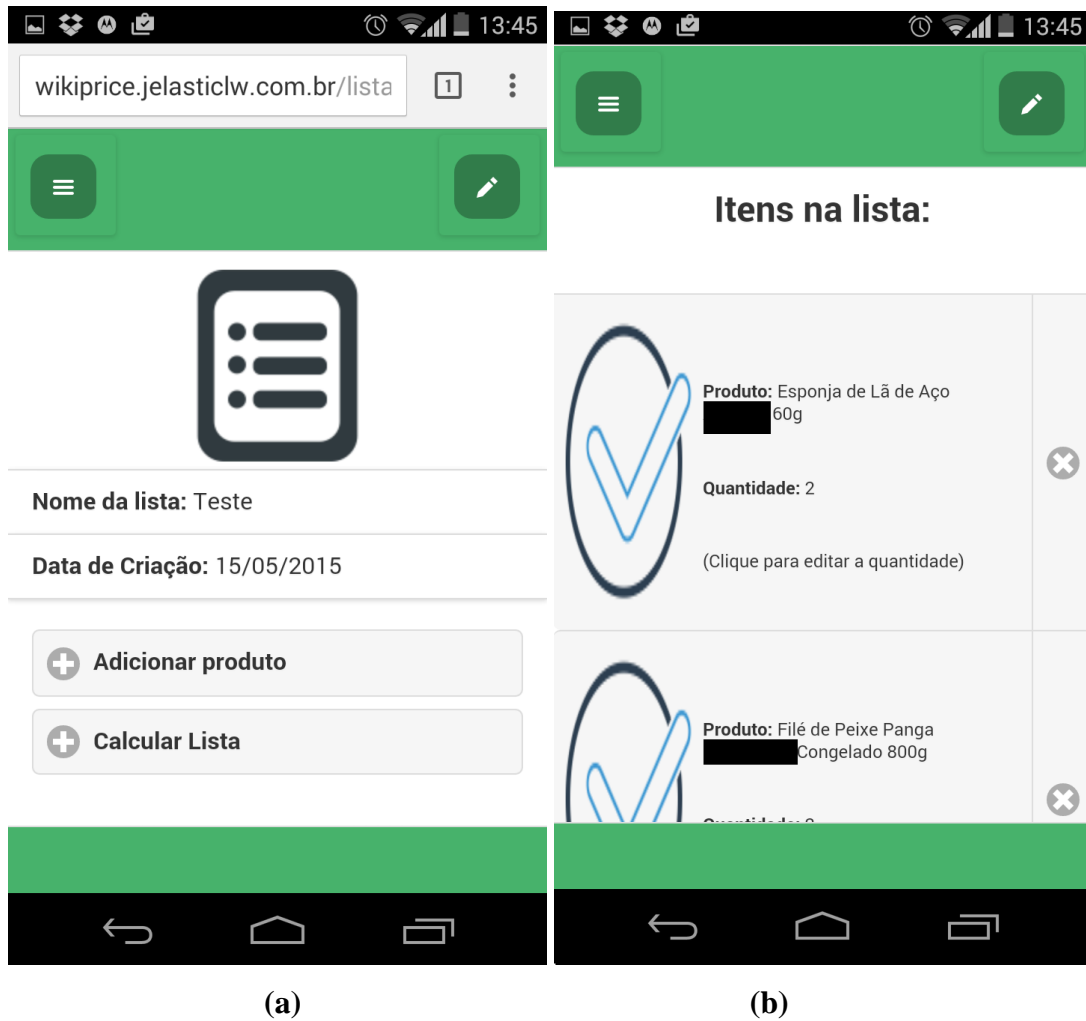 13:45
wikiprice.jelasticlw.com.br/lista
1
Nome da lista: Teste
Data de Criação: 15/05/2015
Adicionar produto
Calcular Lista
(a)
13:45
Itens na lista:
Produto: Esponja de Lã de Aço
60g
Quantidade: 2
(Clique para editar a quantidade)
Produto: Filé de Peixe Panga
Congelado 800g
(b)